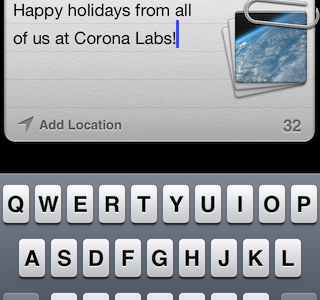 Happy holidays from all
of us at Corona Labs!
Add Location 32
Q W E R T Y U I O P
A S D F G H J K L